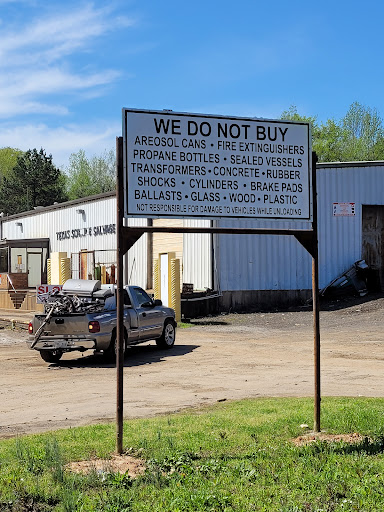 WE DO NOT BUY
AREOSOL CANS • FIRE EXTINGUISHERS
PROPANE BOTTLES • SEALED VESSELS
TRANSFORMERS • CONCRETE • RUBBER
SHOCKS • CYLINDERS • BRAKE PADS
BALLASTS • GLASS • WOOD • PLASTIC
NOT RESPONSIBLE FOR DAMAGE TO VEHICLES WHILE UNLOADING
& SALVAGE